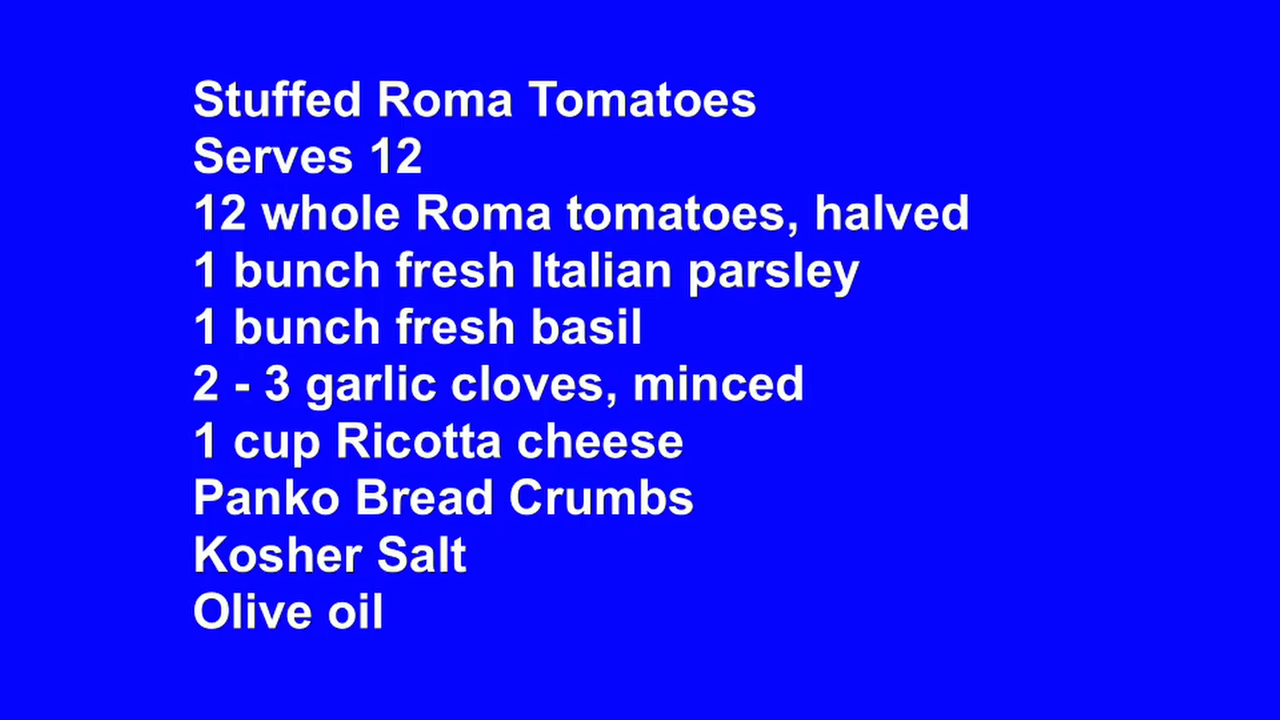 Stuffed Roma Tomatoes
Serves 12
12 whole Roma tomatoes, halved
1 bunch fresh Italian parsley
1 bunch fresh basil
2 - 3 garlic cloves, minced
1 cup Ricotta cheese
Panko Bread Crumbs
Kosher Salt
Olive oil